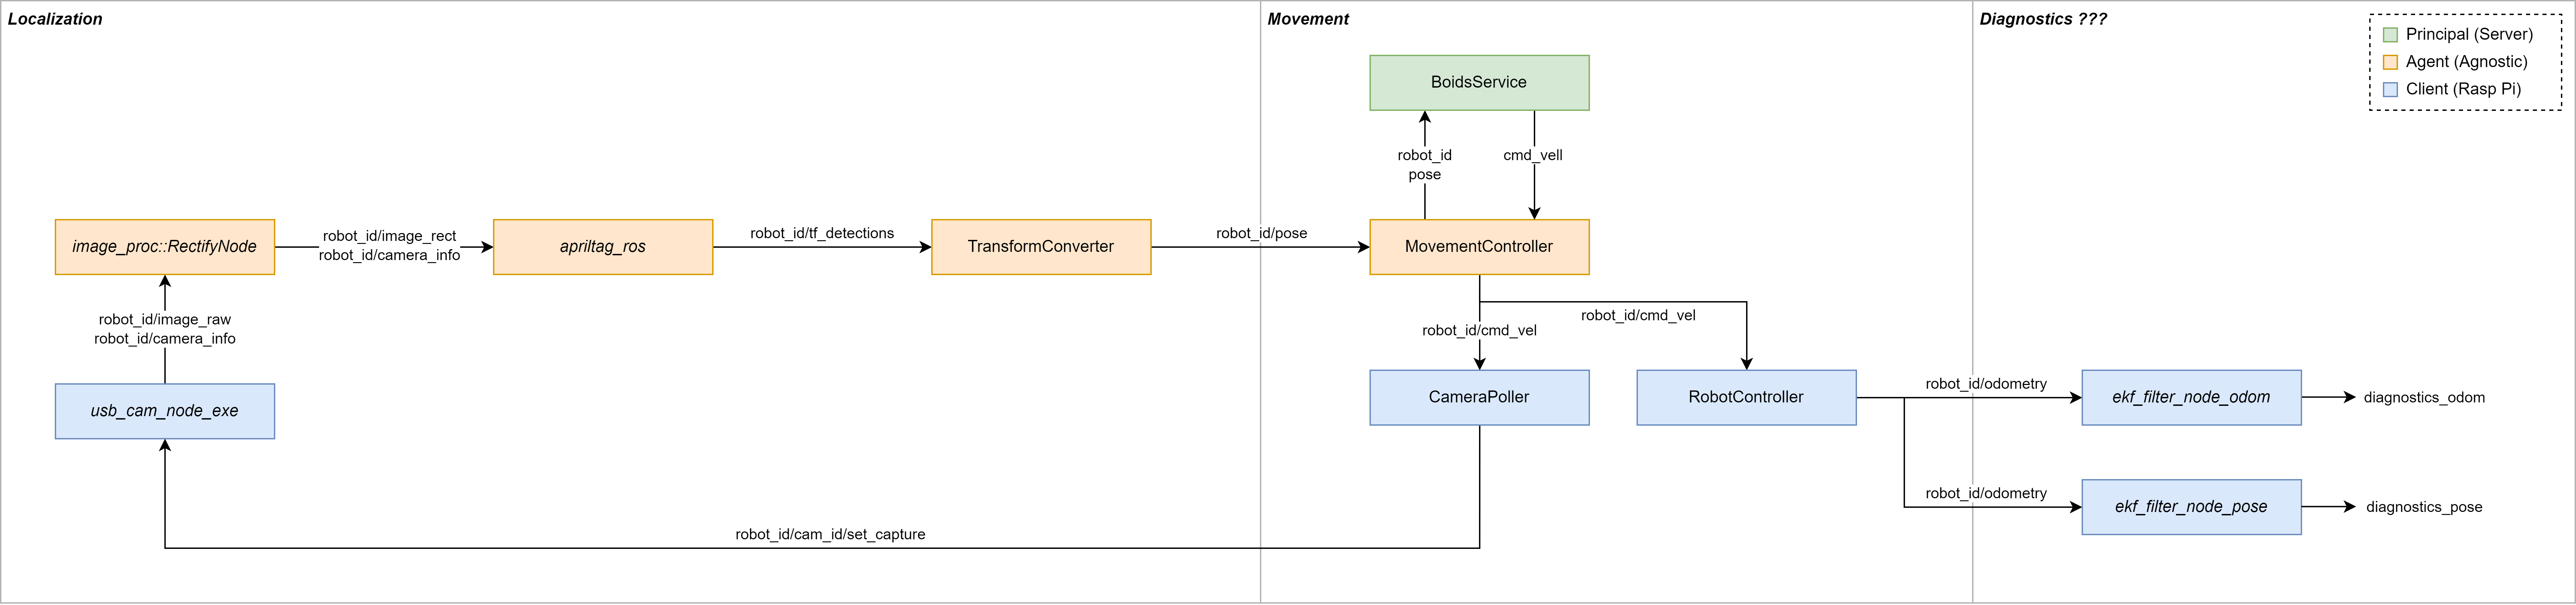 Localization
Movement
Diagnostics ???
Principal (Server)
Agent (Agnostic)
Client (Rasp Pi)
BoidsService
robot_id
pose
cmd_vell
image_proc::RectifyNode
robot_id/image_rect
robot_id/camera_info
apriltag_ros
robot_id/tf_detections
TransformConverter
robot_id/pose
MovementController
robot_id/image_raw
robot_id/camera_info
robot_id/cmd_vel
robot_id/cmd_vel
usb_cam_node_exe
CameraPoller
RobotController
robot_id/odometry
ekf_filter_node_odom
diagnostics_odom
robot_id/odometry
ekf_filter_node_pose
diagnostics_pose
robot_id/cam_id/set_capture